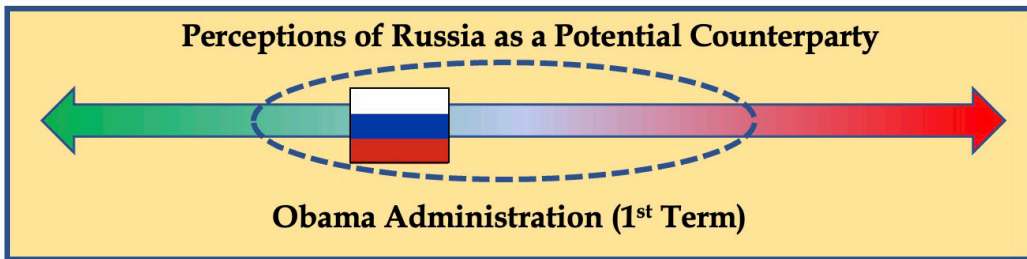 Perceptions of Russia as a Potential Counterparty
Obama Administration (1st Term)